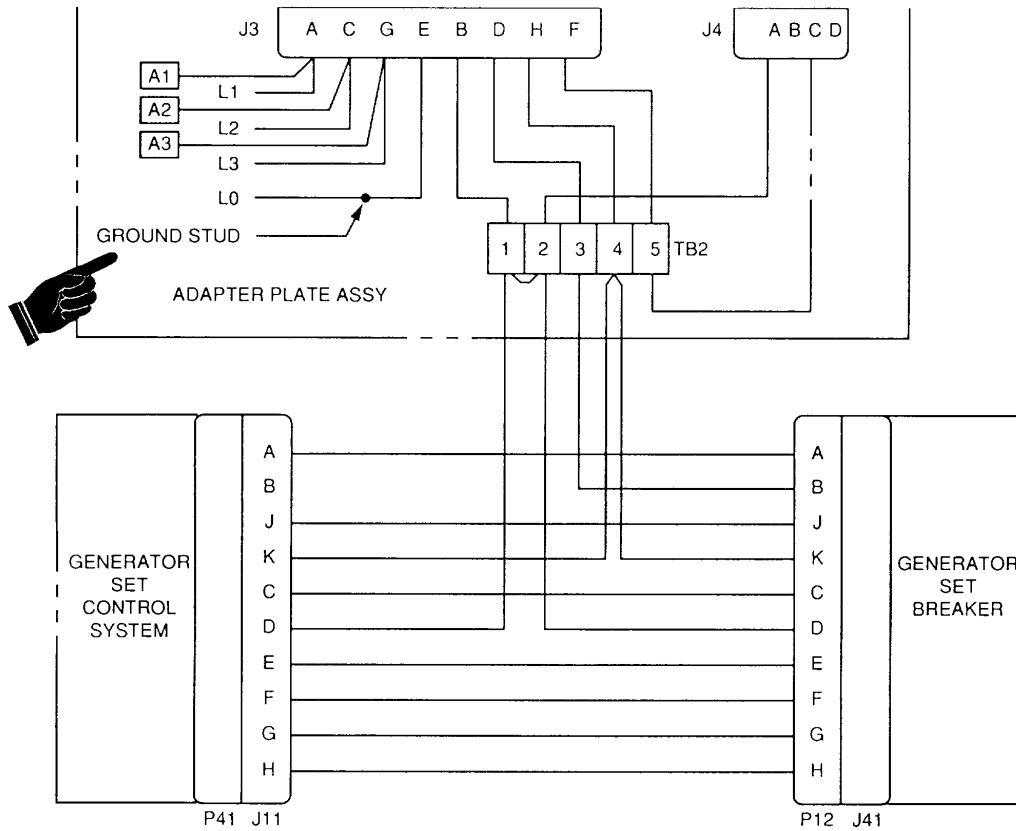 J3 A C G E B D H F J4 A B C D
A1
L1
A2
L2
A3
L3
L0
GROUND STUD
1 2 3 4 5 TB2
ADAPTER PLATE ASSY
A A
B B
J J
K K
GENERATOR
SET
CONTROL
SYSTEM
GENERATOR
SET
BREAKER
C C
D D
E E
F F
G G
H H
P41 J11 P12 J41